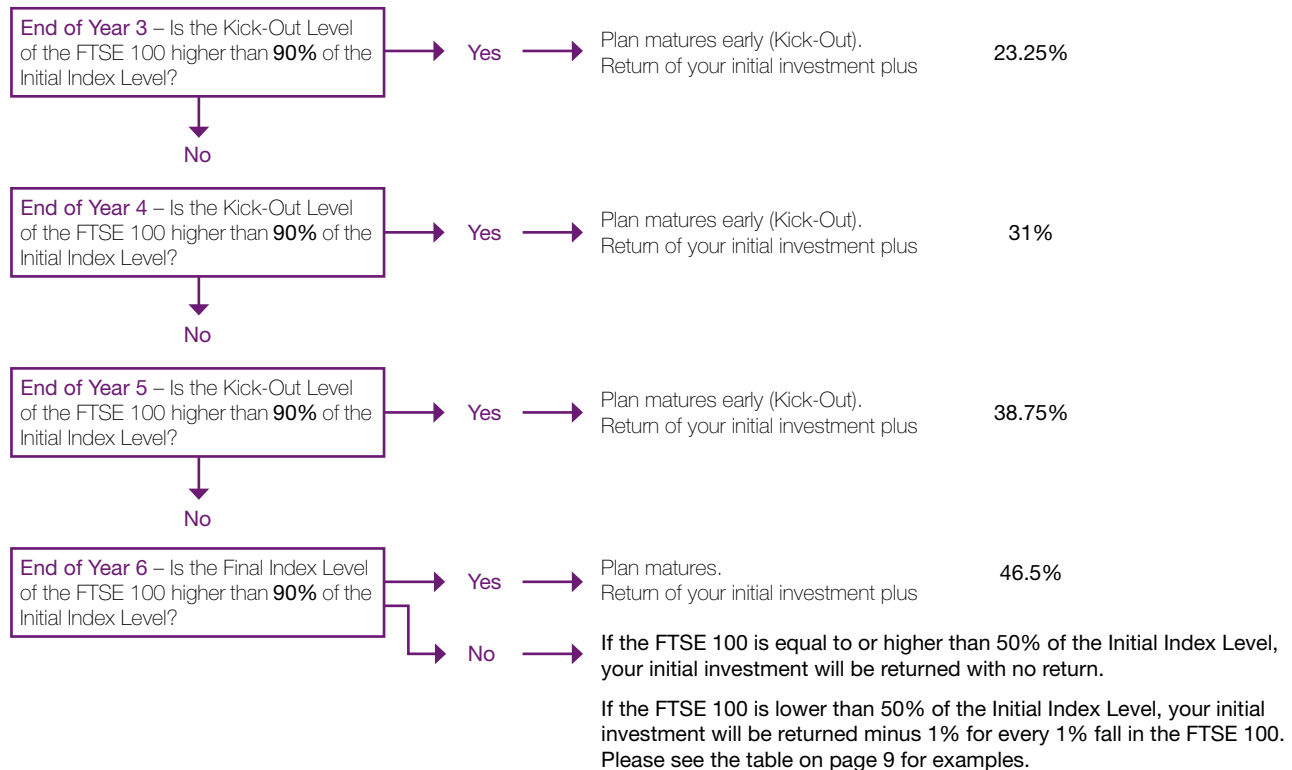 End of Year 3 – Is the Kick-Out Level
of the FTSE 100 higher than 90% of the
Initial Index Level?
Yes
Plan matures early (Kick-Out).
Return of your initial investment plus
23.25%
No
End of Year 4 – Is the Kick-Out Level
of the FTSE 100 higher than 90% of the
Initial Index Level?
Yes
Plan matures early (Kick-Out).
Return of your initial investment plus
31%
No
End of Year 5 – Is the Kick-Out Level
of the FTSE 100 higher than 90% of the
Initial Index Level?
Yes
Plan matures early (Kick-Out).
Return of your initial investment plus
38.75%
No
End of Year 6 – Is the Final Index Level
of the FTSE 100 higher than 90% of the
Initial Index Level?
Yes
Plan matures.
Return of your initial investment plus
46.5%
No
If the FTSE 100 is equal to or higher than 50% of the Initial Index Level,
your initial investment will be returned with no return.
If the FTSE 100 is lower than 50% of the Initial Index Level, your initial
investment will be returned minus 1% for every 1% fall in the FTSE 100.
Please see the table on page 9 for examples.